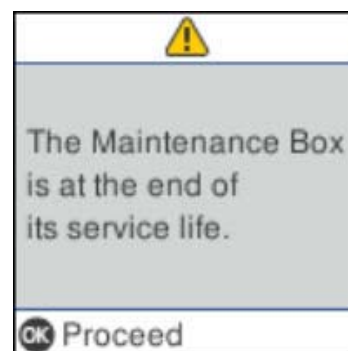 The Maintenance Box
is at the end of
its service life.
OK Proceed